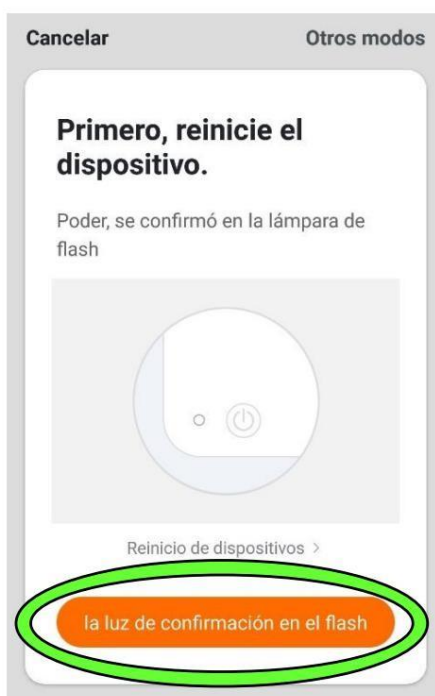 Cancelar
Otros modos
Primero, reinicie el
dispositivo.
Poder, se confirmó en la lámpara de
flash
Reinicio de dispositivos >
la luz de confirmación en el flash